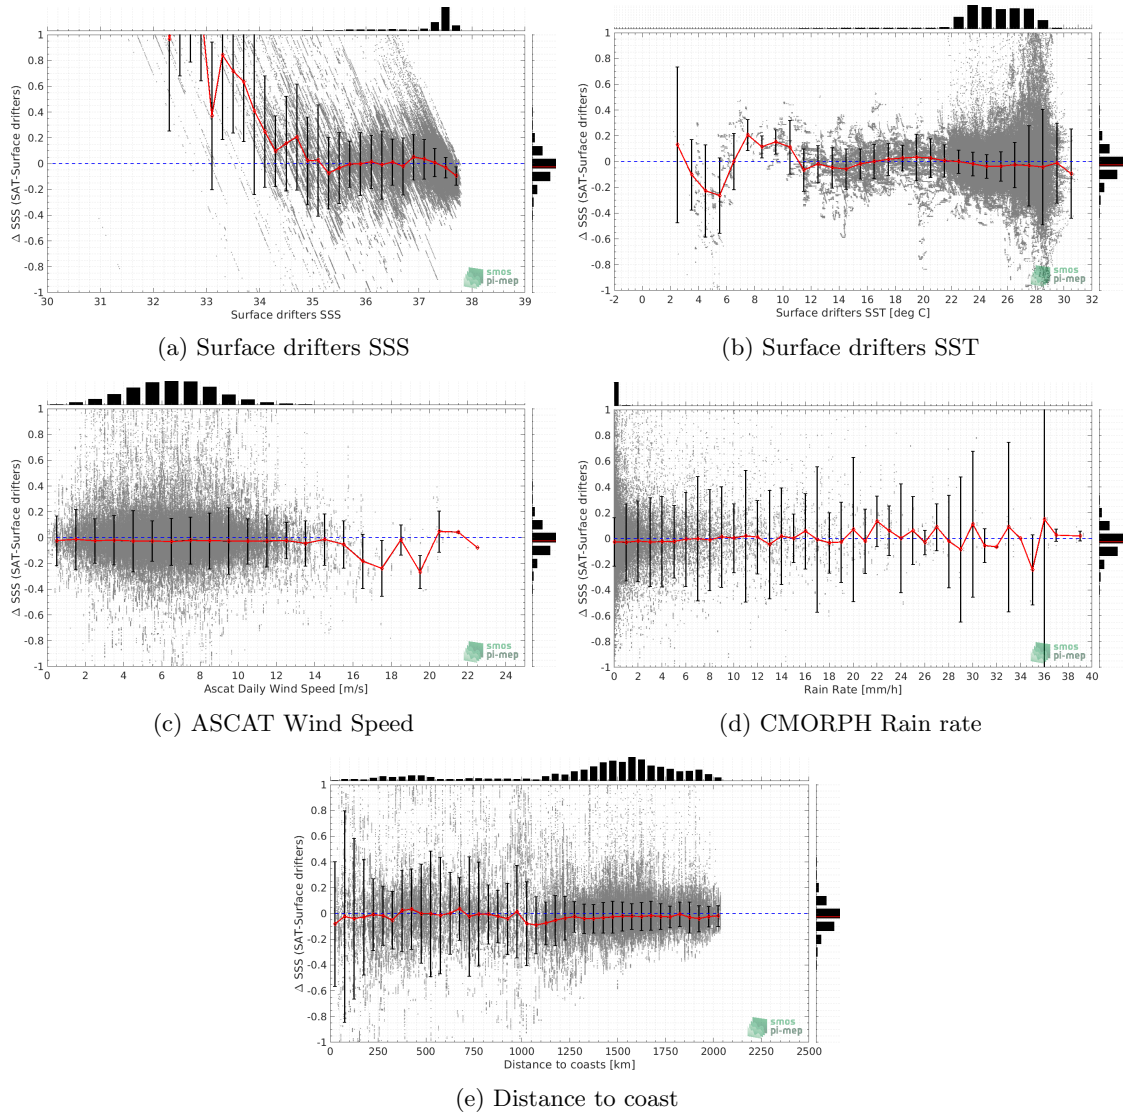 1
0.8
0.6
0.4
0.2
0
-0.2
-0.4
-0.6
-0.8
-1
Δ SSS (SAT-Surface drifters)
30 31 32 33 34 35 36 37 38 39
Surface drifters SSS
smos
pi-mep
(a) Surface drifters SSS
1
0.8
0.6
0.4
0.2
0
-0.2
-0.4
-0.6
-0.8
-1
Δ SSS (SAT-Surface drifters)
-2 0 2 4 6 8 10 12 14 16 18 20 22 24 26 28 30 32
Surface drifters SST [deg C]
smos
pi-mep
(b) Surface drifters SST
1
0.8
0.6
0.4
0.2
0
-0.2
-0.4
-0.6
-0.8
-1
Δ SSS (SAT-Surface drifters)
0 2 4 6 8 10 12 14 16 18 20 22 24
Ascat Daily Wind Speed [m/s]
smos
pi-mep
(c) ASCAT Wind Speed
1
0.8
0.6
0.4
0.2
0
-0.2
-0.4
-0.6
-0.8
-1
Δ SSS (SAT-Surface drifters)
0 2 4 6 8 10 12 14 16 18 20 22 24 26 28 30 32 34 36 38 40
Rain Rate [mm/h]
smos
pi-mep
(d) CMORPH Rain rate
1
0.8
0.6
0.4
0.2
0
-0.2
-0.4
-0.6
-0.8
-1
Δ SSS (SAT-Surface drifters)
0 250 500 750 1000 1250 1500 1750 2000 2250 2500
Distance to coasts [km]
smos
pi-mep
(e) Distance to coast